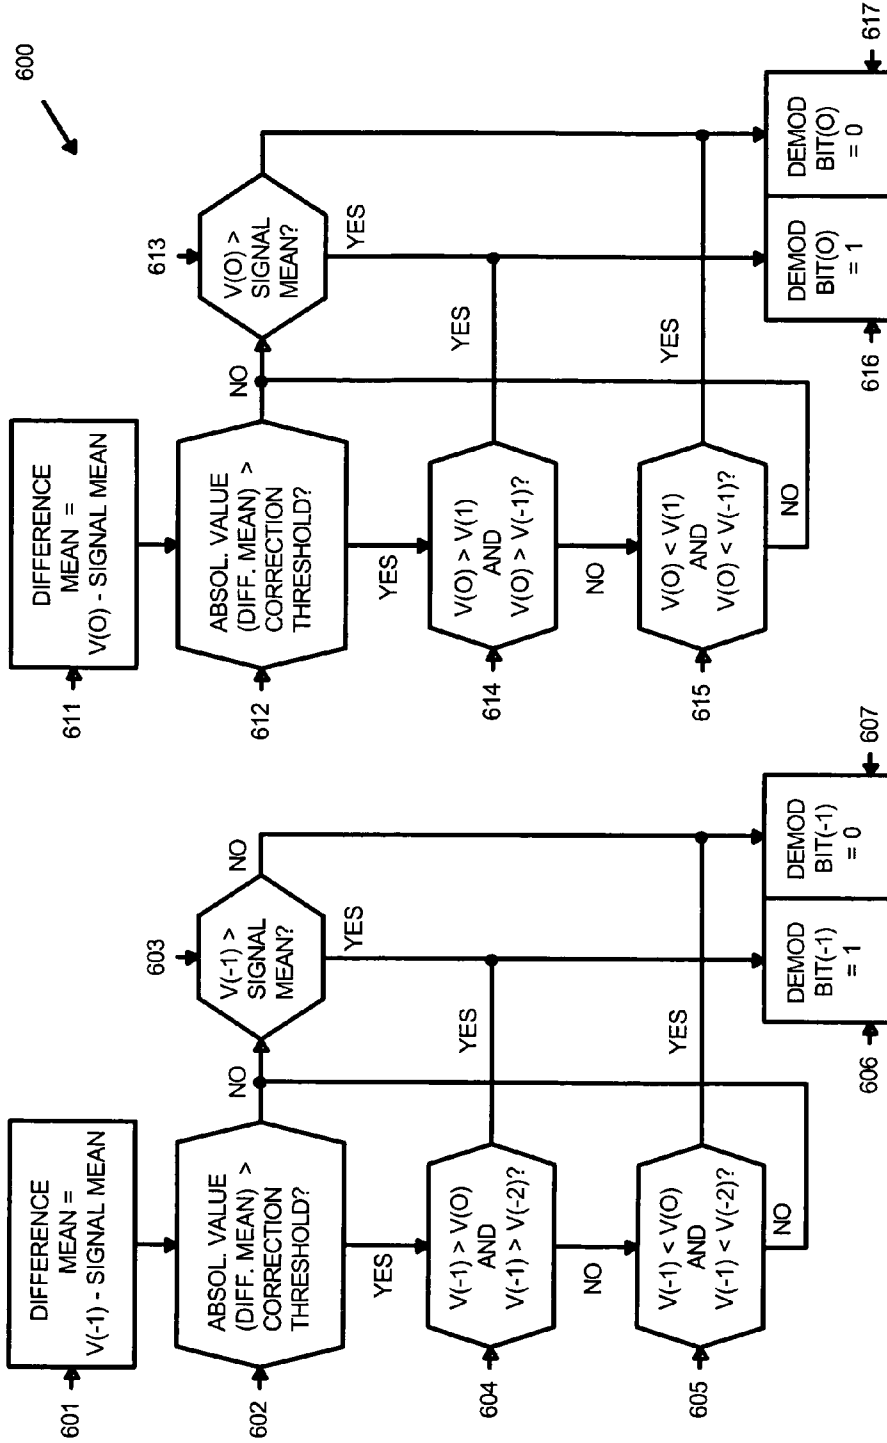 600
601
DIFFERENCE
MEAN =
V(-1) - SIGNAL MEAN
602
ABSOL. VALUE
(DIFF. MEAN) >
CORRECTION
THRESHOLD?
NO
YES
603
V(-1) >
SIGNAL
MEAN?
NO
YES
604
V(-1) > V(O)
AND
V(-1) > V(-2)?
YES
NO
605
V(-1) < V(O)
AND
V(-1) < V(-2)?
YES
NO
606
DEMOD
BIT(-1)
= 1
DEMOD
BIT(-1)
= 0
607
611
DIFFERENCE
MEAN =
V(O) - SIGNAL MEAN
612
ABSOL. VALUE
(DIFF. MEAN) >
CORRECTION
THRESHOLD?
NO
YES
613
V(O) >
SIGNAL
MEAN?
YES
614
V(O) > V(1)
AND
V(O) > V(-1)?
YES
NO
615
V(O) < V(1)
AND
V(O) < V(-1)?
YES
NO
616
DEMOD
BIT(O)
= 1
DEMOD
BIT(O)
= 0
617